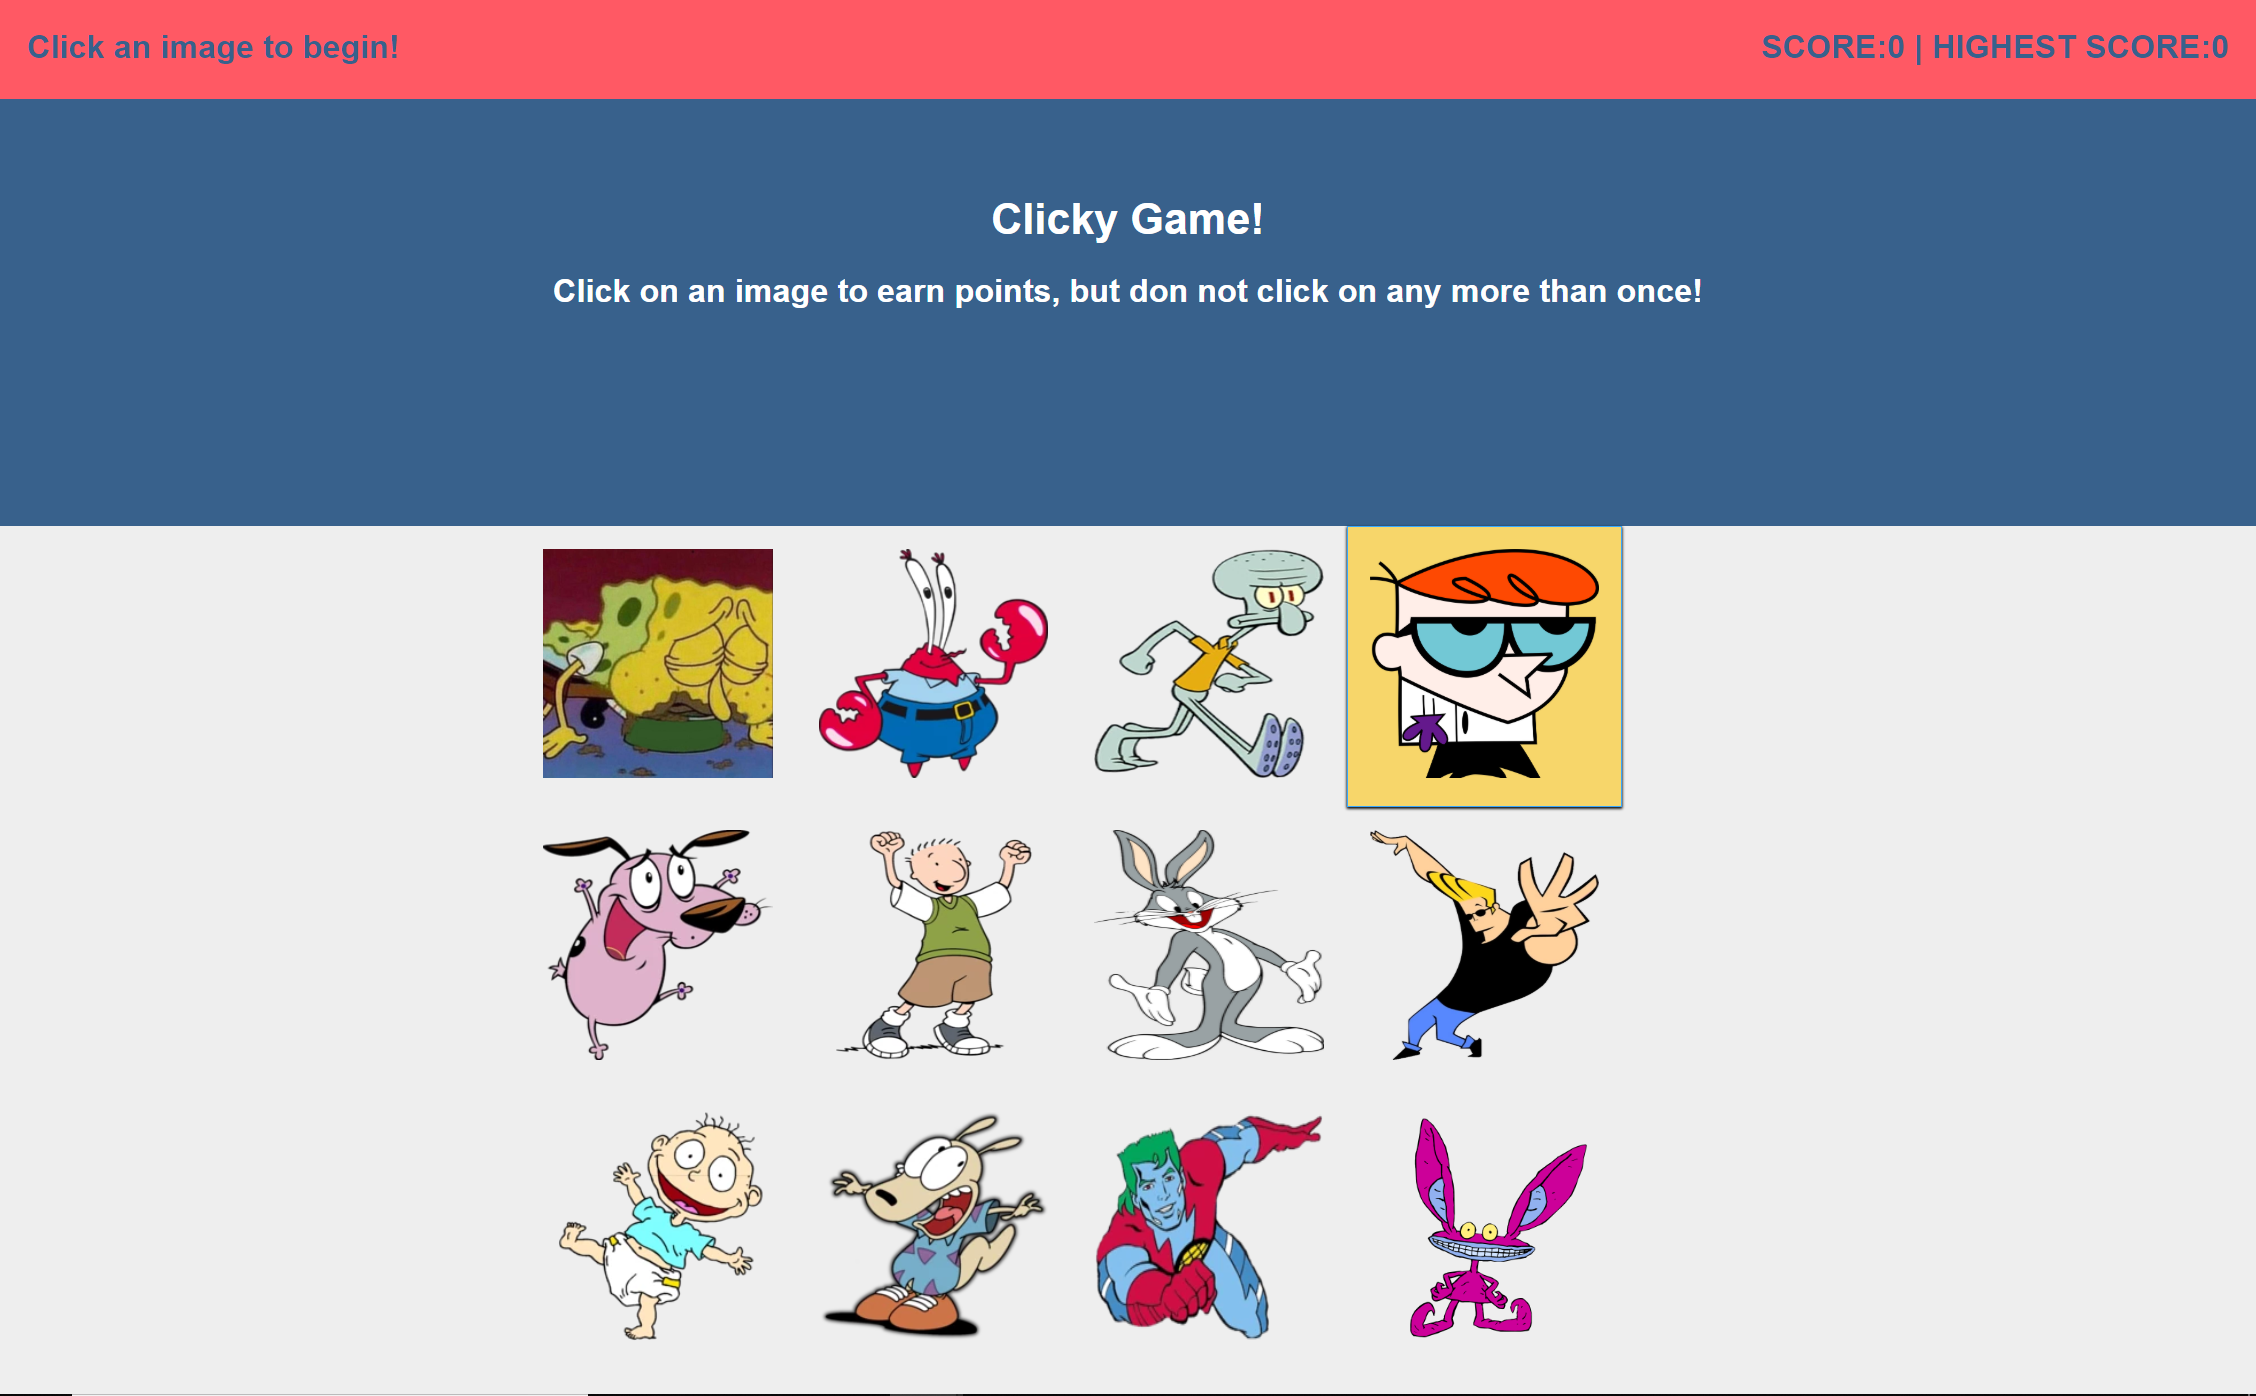 Click an image to begin!
SCORE:0 | HIGHEST SCORE:0
Clicky Game!
Click on an image to earn points, but don not click on any more than once!